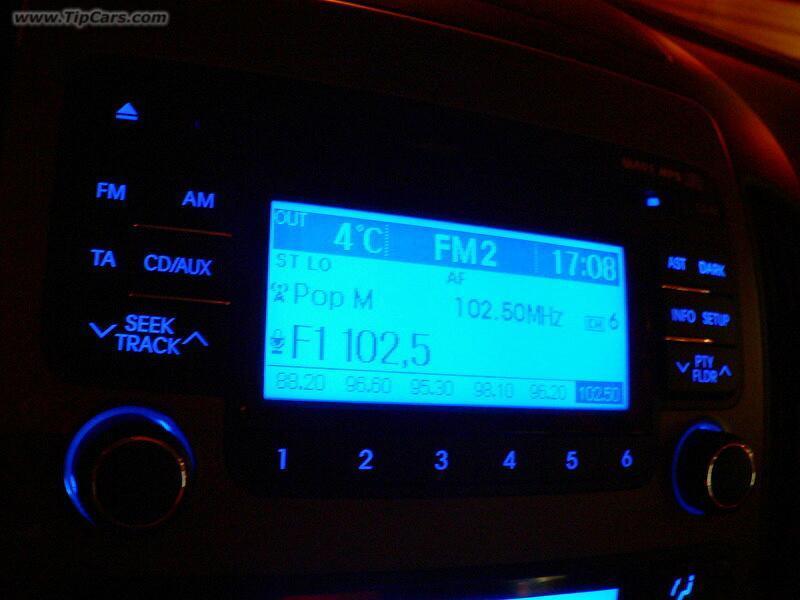 www.TipCars.com
FM AM
TA CD/AUX
SEEK
TRACK
OUT 4°C FM2 17:08
ST LO AF
Pop M 102.50MHz CH 6
F1 102,5
88.20 96.60 95.30 98.10 96.20 102.50
AST DARK
INFO SETUP
PTY
FLDR
1 2 3 4 5 6